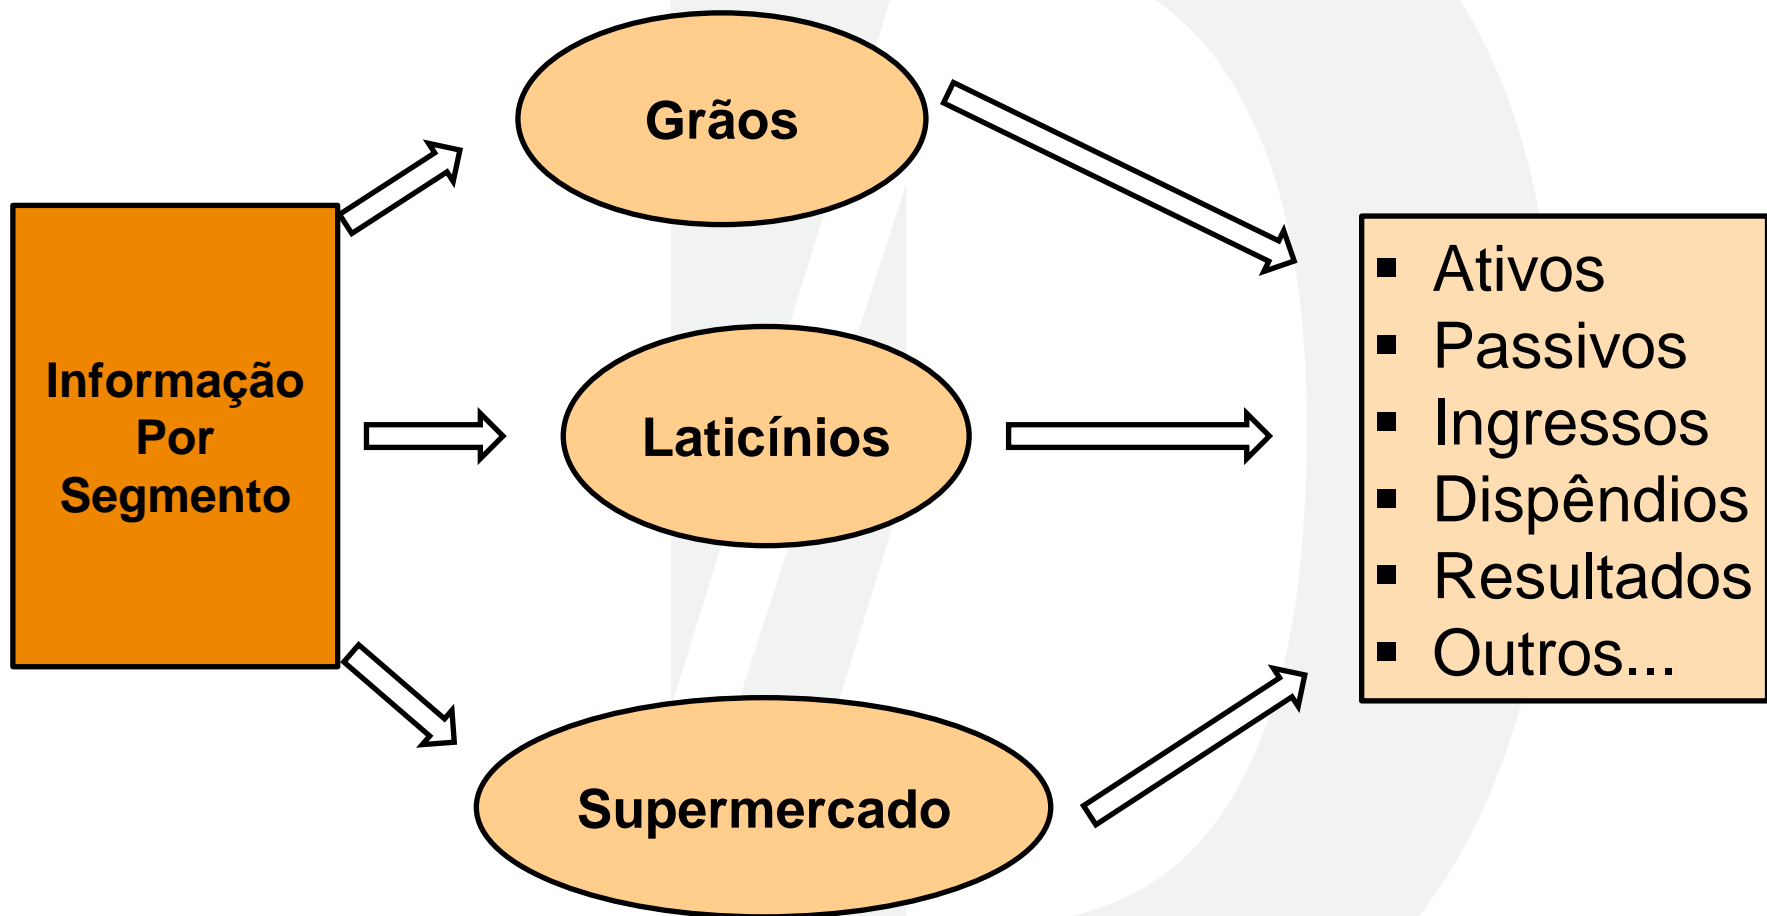 Informação
Por
Segmento
Grãos
Laticínios
Supermercado
▪ Ativos
▪ Passivos
▪ Ingressos
▪ Dispêndios
▪ Resultados
▪ Outros...